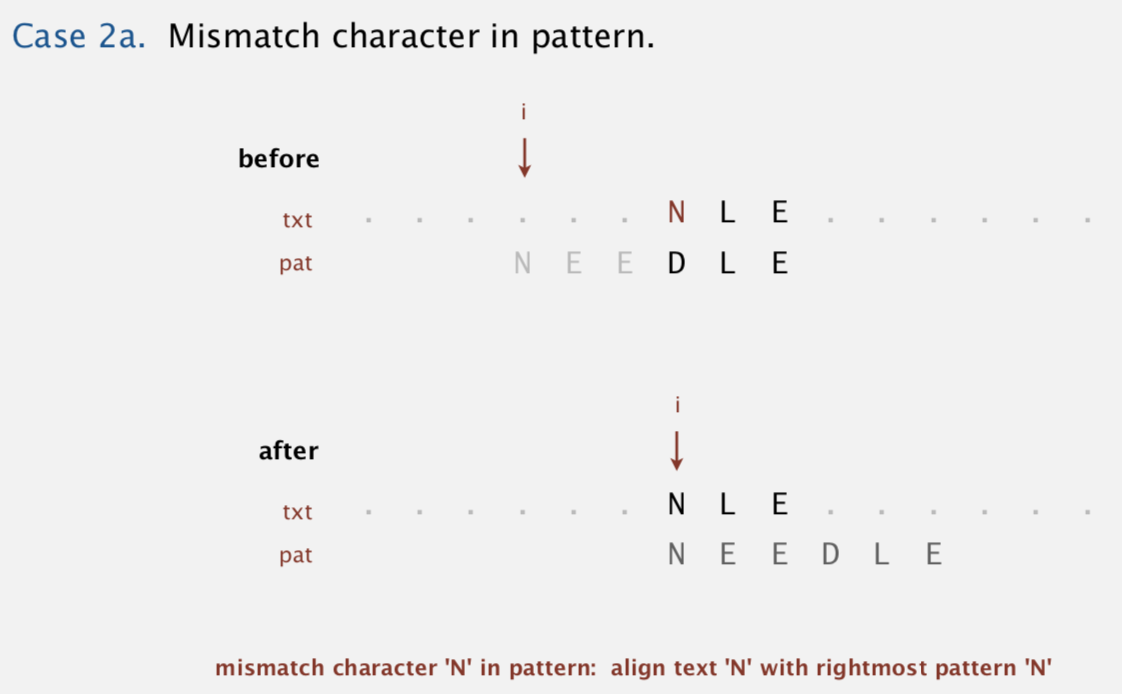 Case 2a. Mismatch character in pattern.
i
before
txt . . . . . . N L E . . . . . .
pat N E E D L E
i
after
txt . . . . . . N L E . . . . . .
pat N E E D L E
mismatch character 'N' in pattern: align text 'N' with rightmost pattern 'N'